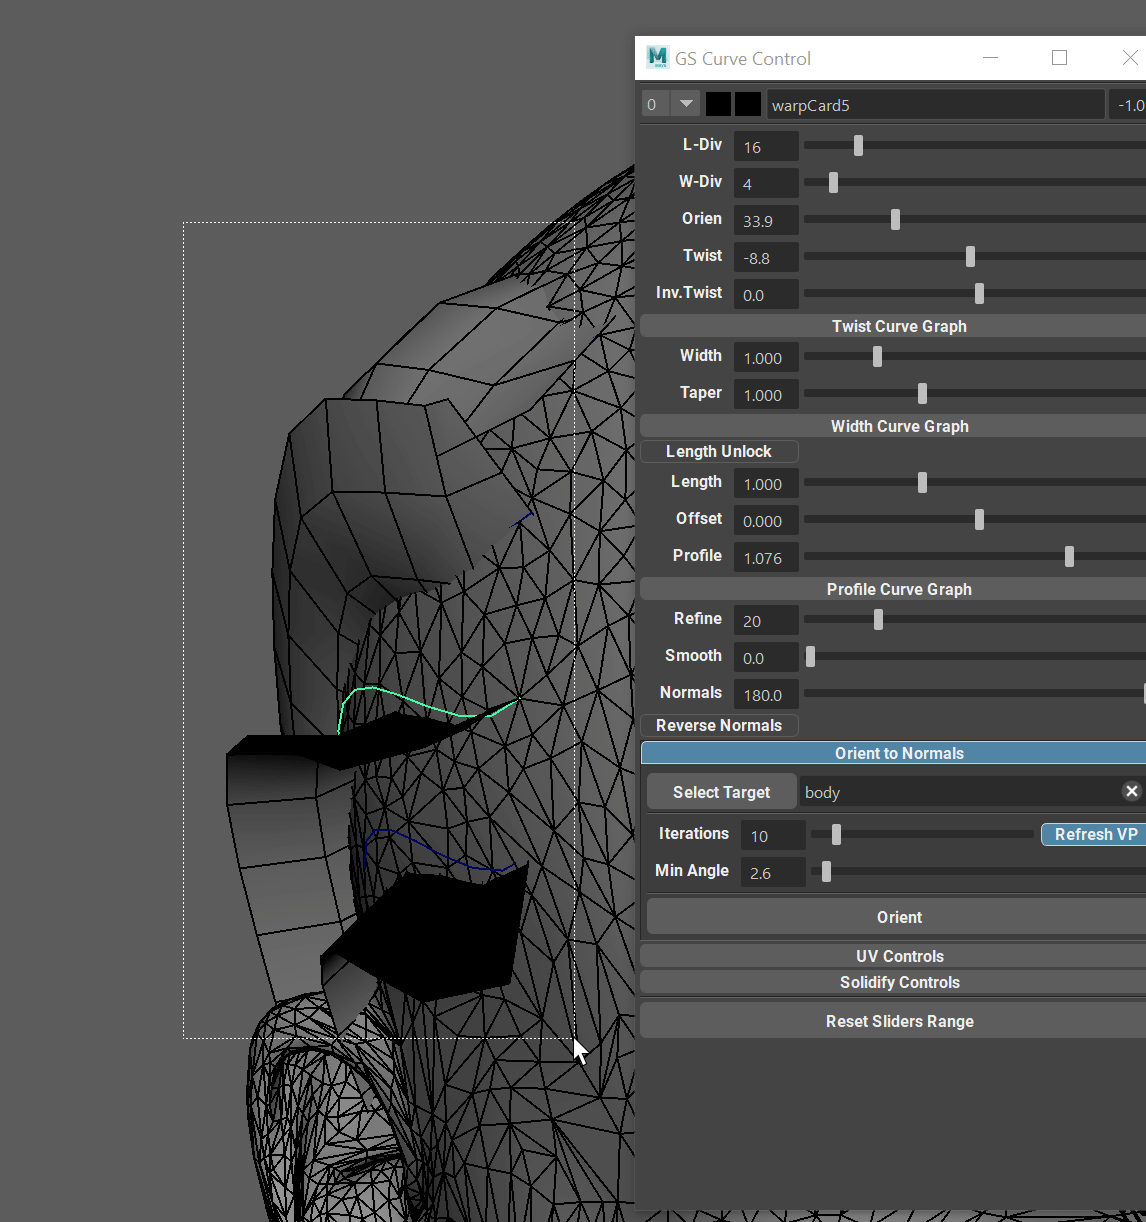 GS Curve Control
0 warpCard5 -1.0
L-Div 16
W-Div 4
Orien 33.9
Twist -8.8
Inv.Twist 0.0
Twist Curve Graph
Width 1.000
Taper 1.000
Width Curve Graph
Length Unlock
Length 1.000
Offset 0.000
Profile 1.076
Profile Curve Graph
Refine 20
Smooth 0.0
Normals 180.0
Reverse Normals
Orient to Normals
Select Target body
Iterations 10 Refresh VP
Min Angle 2.6
Orient
UV Controls
Solidify Controls
Reset Sliders Range